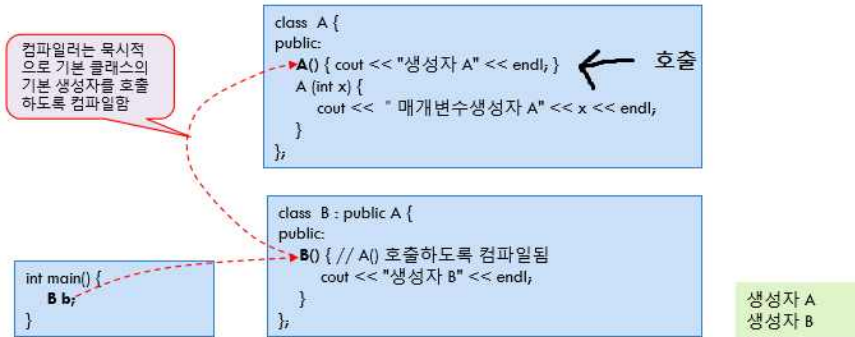 컴파일러는 묵시적
으로 기본 클래스의
기본 생성자를 호출
하도록 컴파일함
class A {
public:
A() { cout << "생성자 A" << endl; }
호출
A (int x) {
cout << " 매개변수생성자 A" << x << endl;
}
};
class B : public A {
public:
B() { // A() 호출하도록 컴파일됨
cout << "생성자 B" << endl;
}
};
int main() {
B b;
}
생성자 A
생성자 B